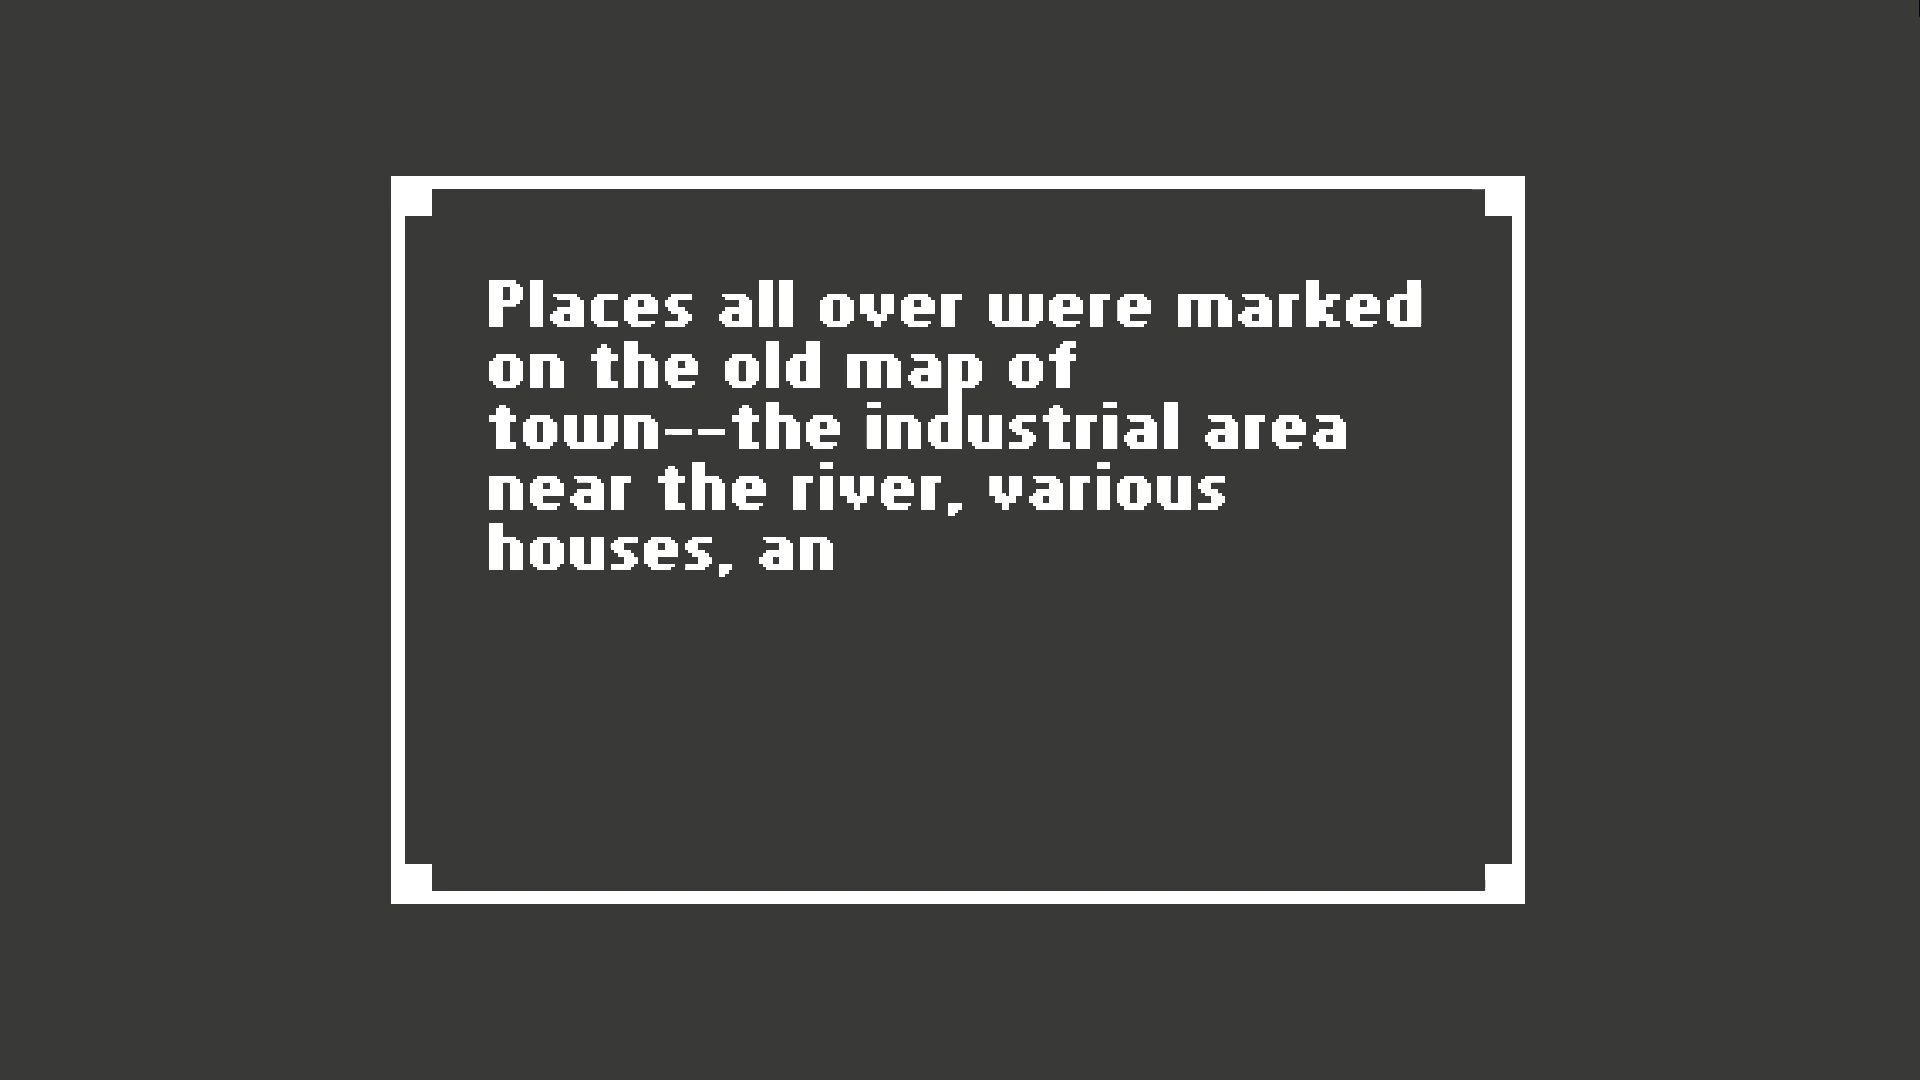 Places all over were marked
on the old map of
town--the industrial area
near the river, various
houses, an